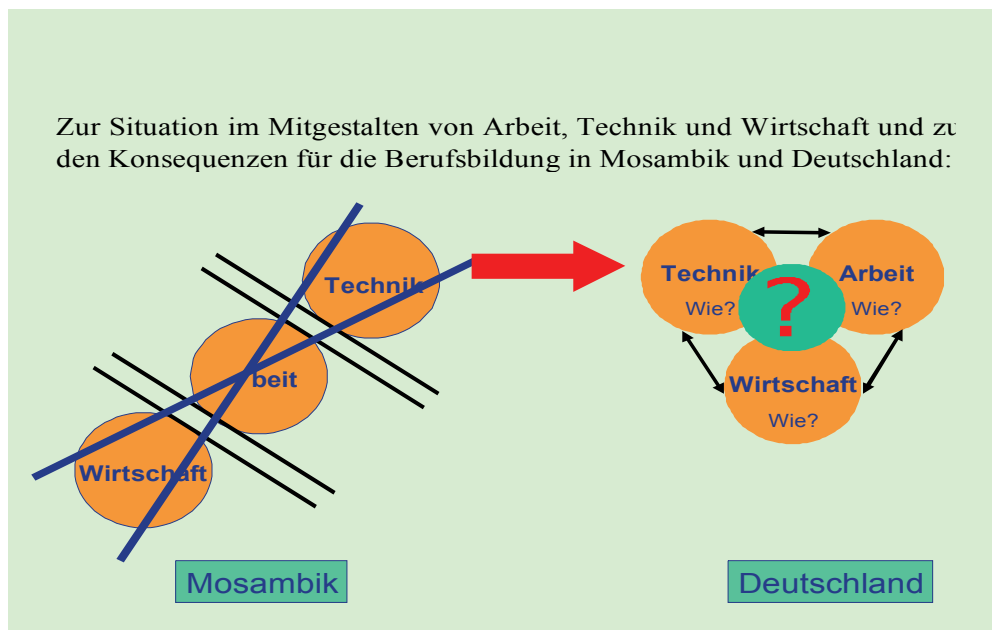 Zur Situation im Mitgestalten von Arbeit, Technik und Wirtschaft und zu
den Konsequenzen für die Berufsbildung in Mosambik und Deutschland:
Technik
beit
Wirtschaft
Mosambik
Technik
Wie?
Arbeit
Wie?
?
Wirtschaft
Wie?
Deutschland